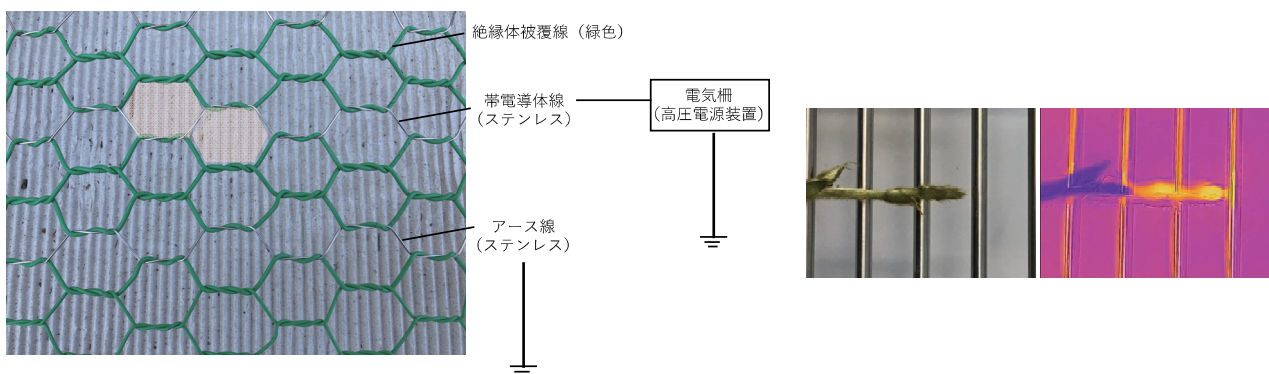 絶縁体被覆線（緑色）
帯電導体線
（ステンレス）
電気柵
（高圧電源装置）
アース線
（ステンレス）